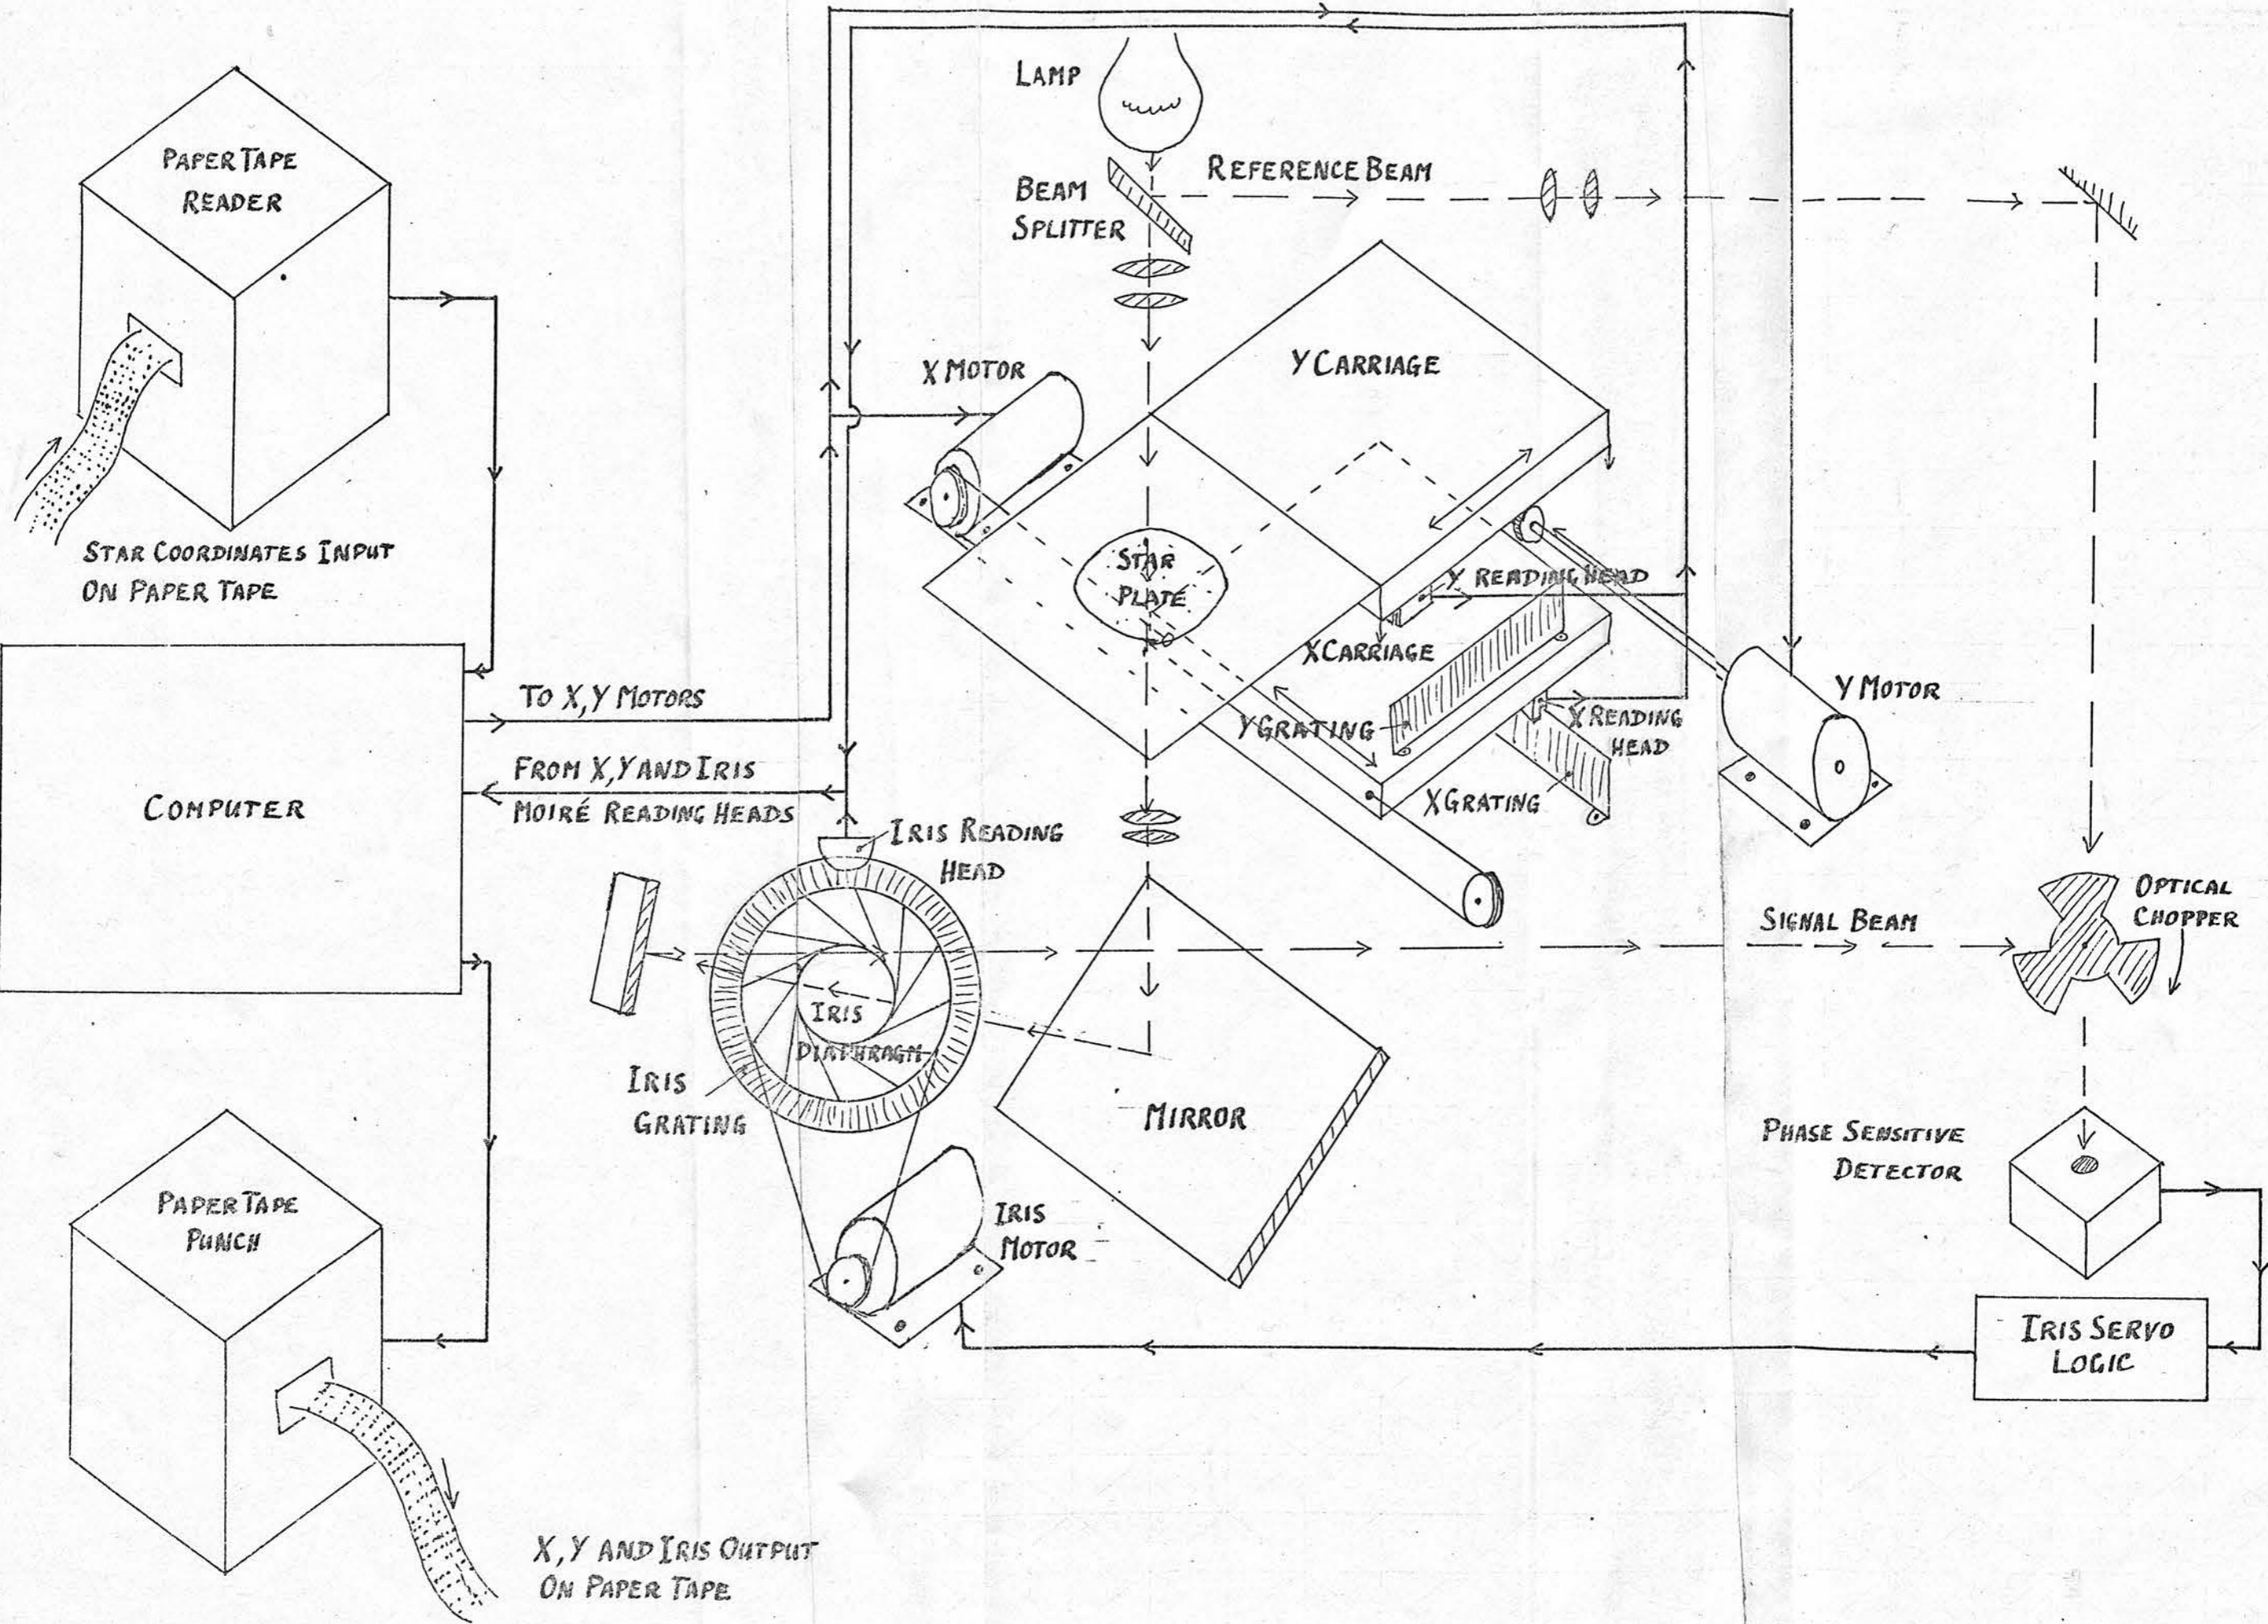 LAMP
PAPER TAPE
READER
REFERENCE BEAM
BEAM
SPLITTER
X MOTOR
Y CARRIAGE
STAR COORDINATES INPUT
ON PAPER TAPE
STAR
PLATE
Y READING HEAD
X CARRIAGE
TO X, Y MOTORS
Y MOTOR
Y GRATING
X READING
HEAD
FROM X, Y AND IRIS
MOIRÉ READING HEADS
COMPUTER
X GRATING
IRIS READING
HEAD
OPTICAL
CHOPPER
SIGNAL BEAM
IRIS
DIAPHRAGM
IRIS
GRATING
MIRROR
PHASE SENSITIVE
DETECTOR
PAPER TAPE
PUNCH
IRIS
MOTOR
IRIS SERVO
LOGIC
X, Y AND IRIS OUTPUT
ON PAPER TAPE